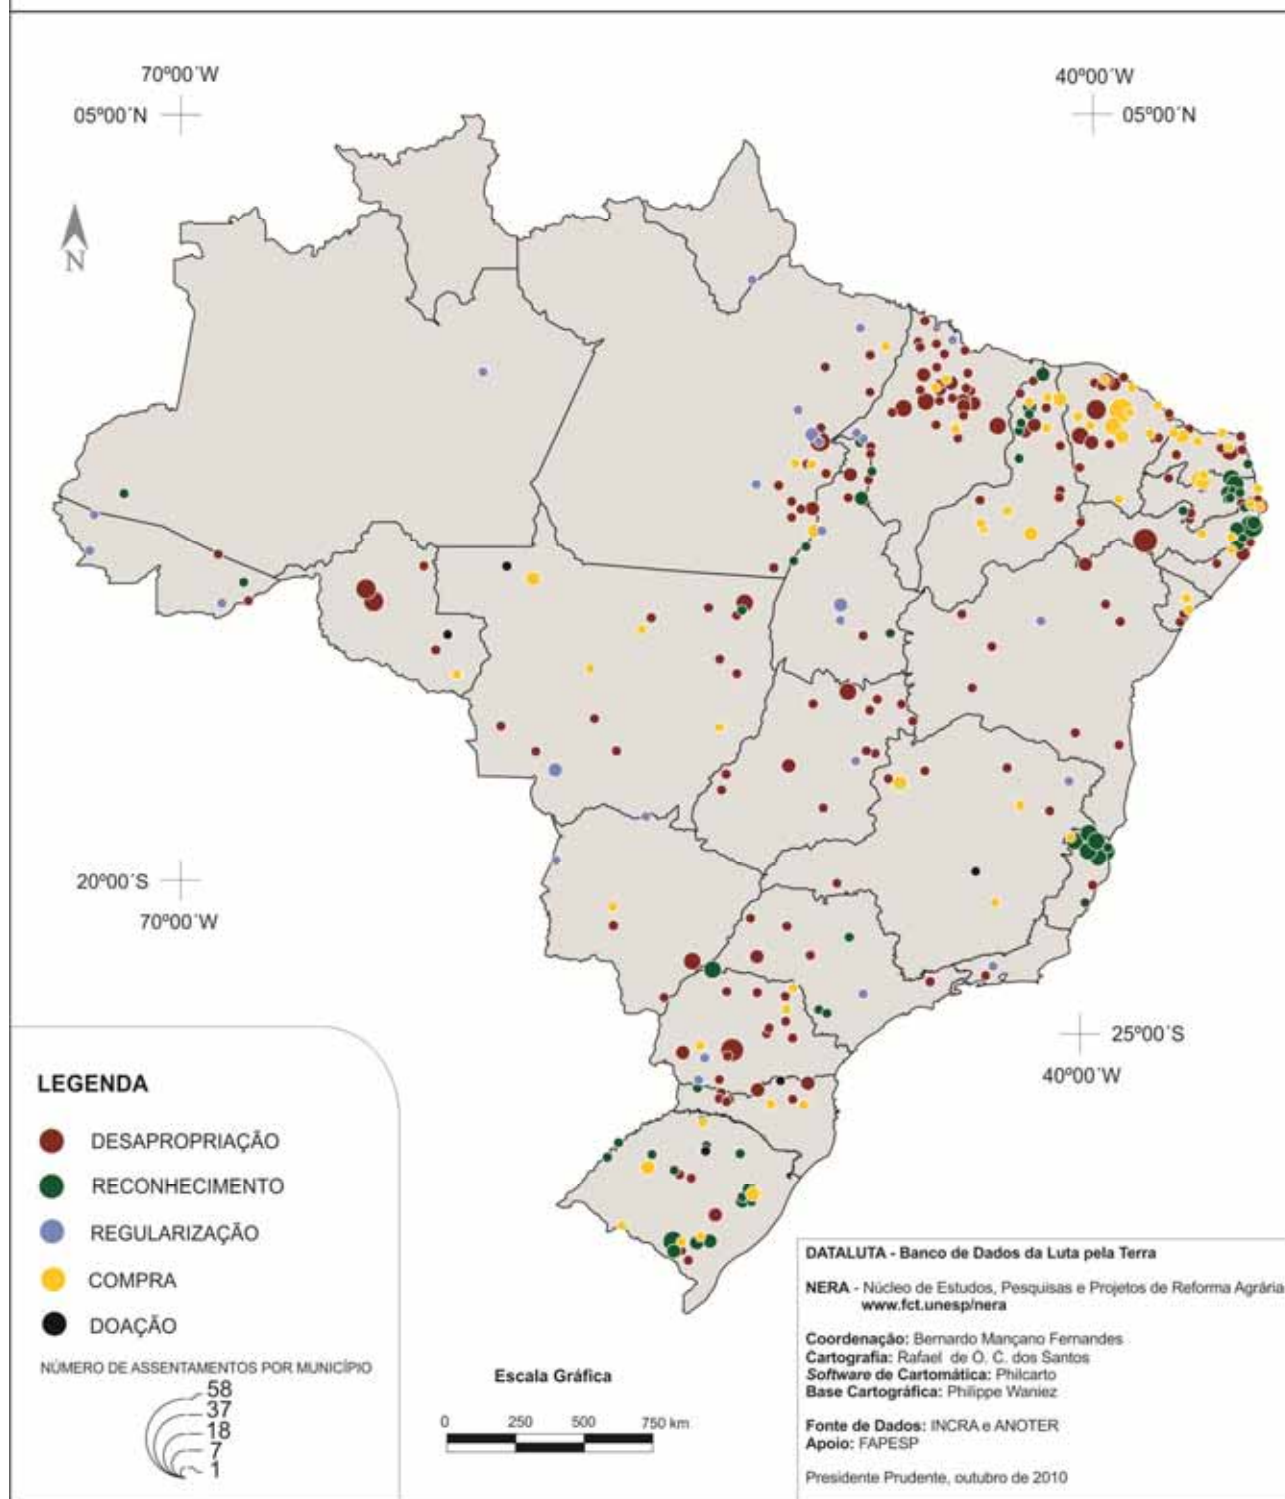 70º00´W
40º00´W
05º00´N
05º00´N
N
20º00´S
70º00´W
25º00´S
40º00´W
LEGENDA
DESAPROPRIAÇÃO
RECONHECIMENTO
REGULARIZAÇÃO
COMPRA
DOAÇÃO
NÚMERO DE ASSENTAMENTOS POR MUNICÍPIO
58
37
18
7
1
Escala Gráfica
0 250 500 750 km
DATALUTA - Banco de Dados da Luta pela Terra
NERA - Núcleo de Estudos, Pesquisas e Projetos de Reforma Agrária
www.fct.unesp/nera
Coordenação: Bernardo Mançano Fernandes
Cartografia: Rafael de O. C. dos Santos
Software de Cartomática: Philcarto
Base Cartográfica: Philippe Waniez
Fonte de Dados: INCRA e ANOTER
Apoio: FAPESP
Presidente Prudente, outubro de 2010